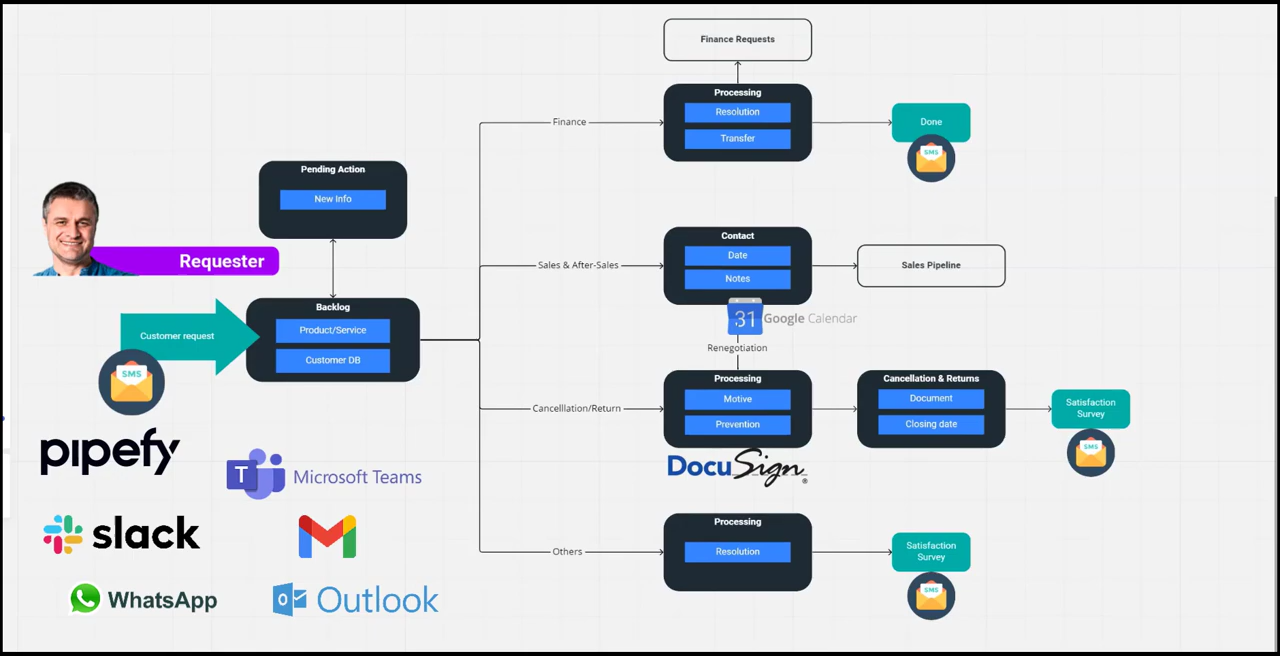 Finance Requests
Processing
Resolution
Transfer
Finance
Done
SMS
Pending Action
New Info
Requester
Contact
Date
Notes
Sales & After-Sales
Sales Pipeline
31 Google Calendar
Customer request
SMS
Backlog
Product/Service
Customer DB
Renegotiation
Processing
Motive
Prevention
Cancelllation/Return
Cancellation & Returns
Document
Closing date
Satisfaction
Survey
SMS
DocuSign®
pipefy
T Microsoft Teams
slack
WhatsApp
Outlook
Processing
Resolution
Others
Satisfaction
Survey
SMS